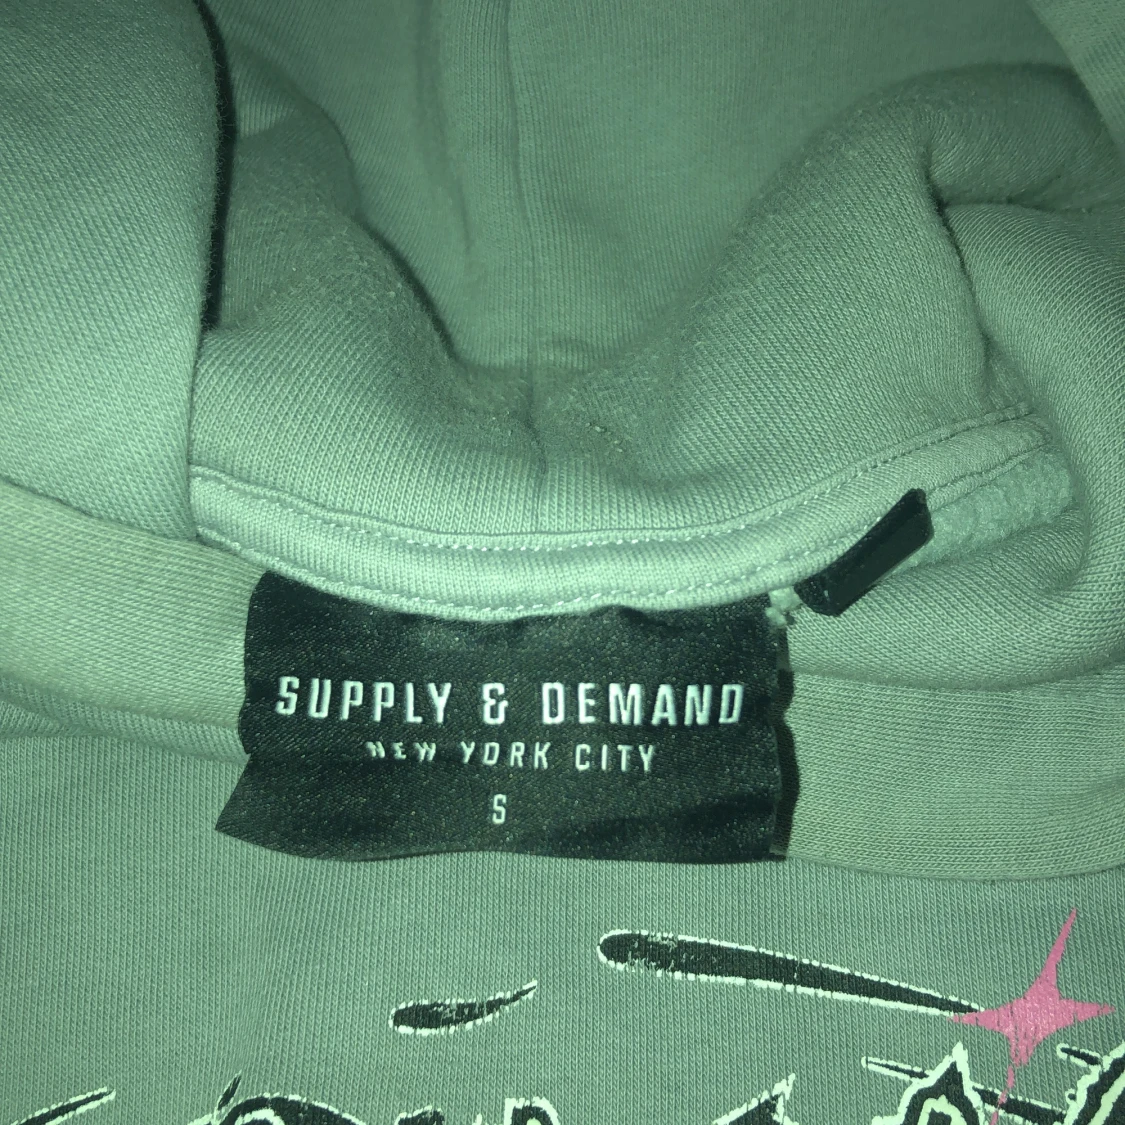 SUPPLY & DEMAND
NEW YORK CITY
S